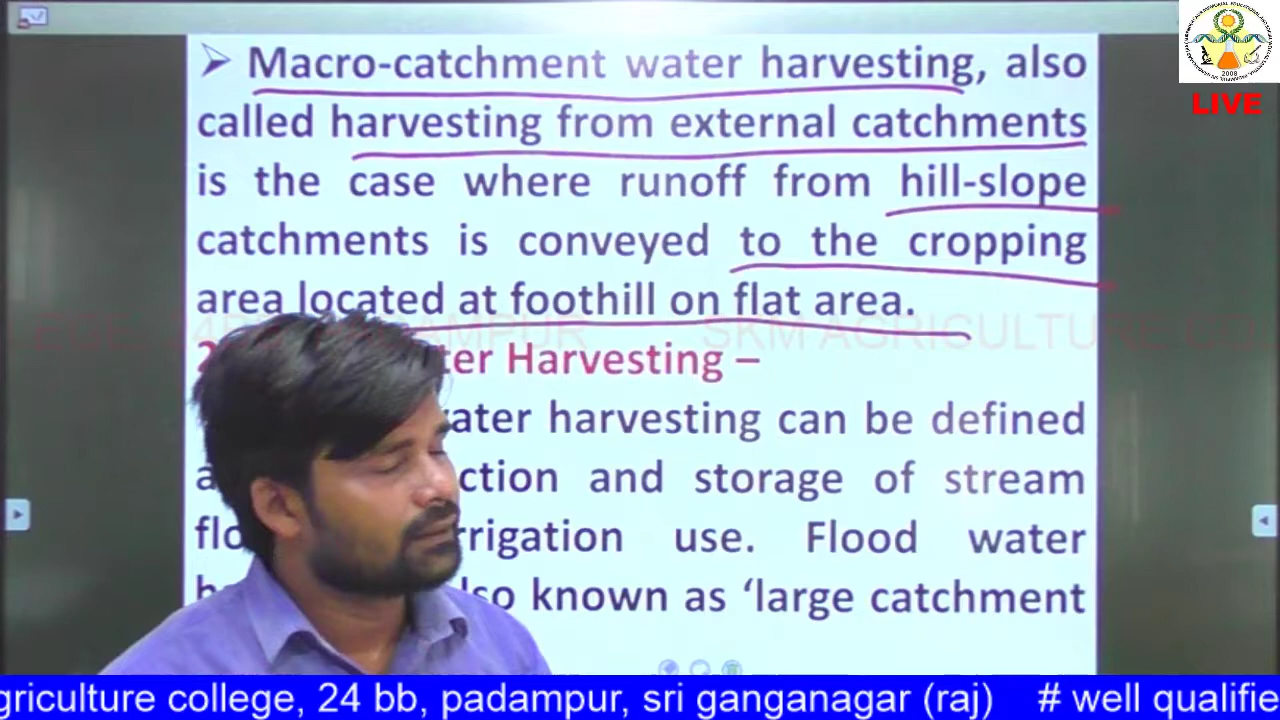 Macro-catchment water harvesting, also
called harvesting from external catchments
is the case where runoff from hill-slope
catchments is conveyed to the cropping
area located at foothill on flat area.
SKM AGRICULTURE
ter Harvesting –
ater harvesting can be defined
ction and storage of stream
flo rrigation use. Flood water
lso known as ‘large catchment
2008
LIVE
griculture college, 24 bb, padampur, sri ganganagar (raj) # well qualifie